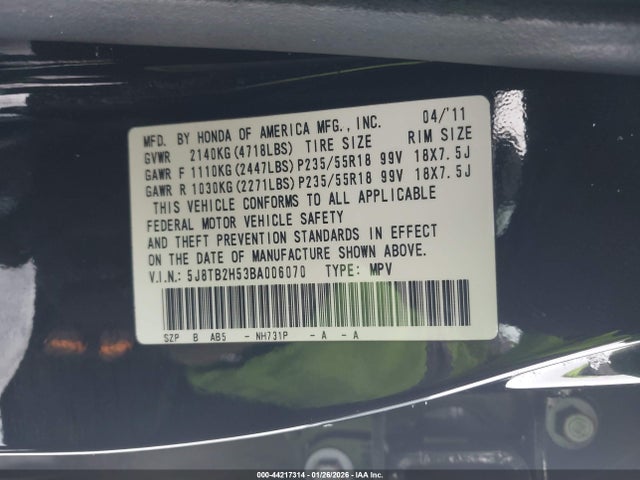 MFD. BY HONDA OF AMERICA MFG., INC. 04/'11
GVWR 2140KG(4718LBS) TIRE SIZE RIM SIZE
GAWR F 1110KG(2447LBS)P235/55R18 99V 18X7.5J
GAWR R 1030KG(2271LBS)P235/55R18 99V 18X7.5J
THIS VEHICLE CONFORMS TO ALL APPLICABLE
FEDERAL MOTOR VEHICLE SAFETY
AND THEFT PREVENTION STANDARDS IN EFFECT
ON THE DATE OF MANUFACTURE SHOWN ABOVE.
V.I.N.: 5J8TB2H53BA006070 TYPE: MPV
SZP B AB5 - NH731P - A - A
000-44217314 | 01/26/2026 | IAA Inc.